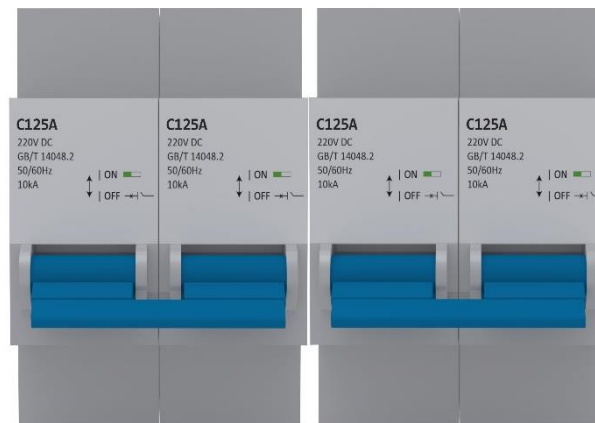 C125A
220V DC
GB/T 14048.2
50/60Hz
10kA
| ON
| OFF
C125A
220V DC
GB/T 14048.2
50/60Hz
10kA
| ON
| OFF
C125A
220V DC
GB/T 14048.2
50/60Hz
10kA
| ON
| OFF
C125A
220V DC
GB/T 14048.2
50/60Hz
10kA
| ON
| OFF